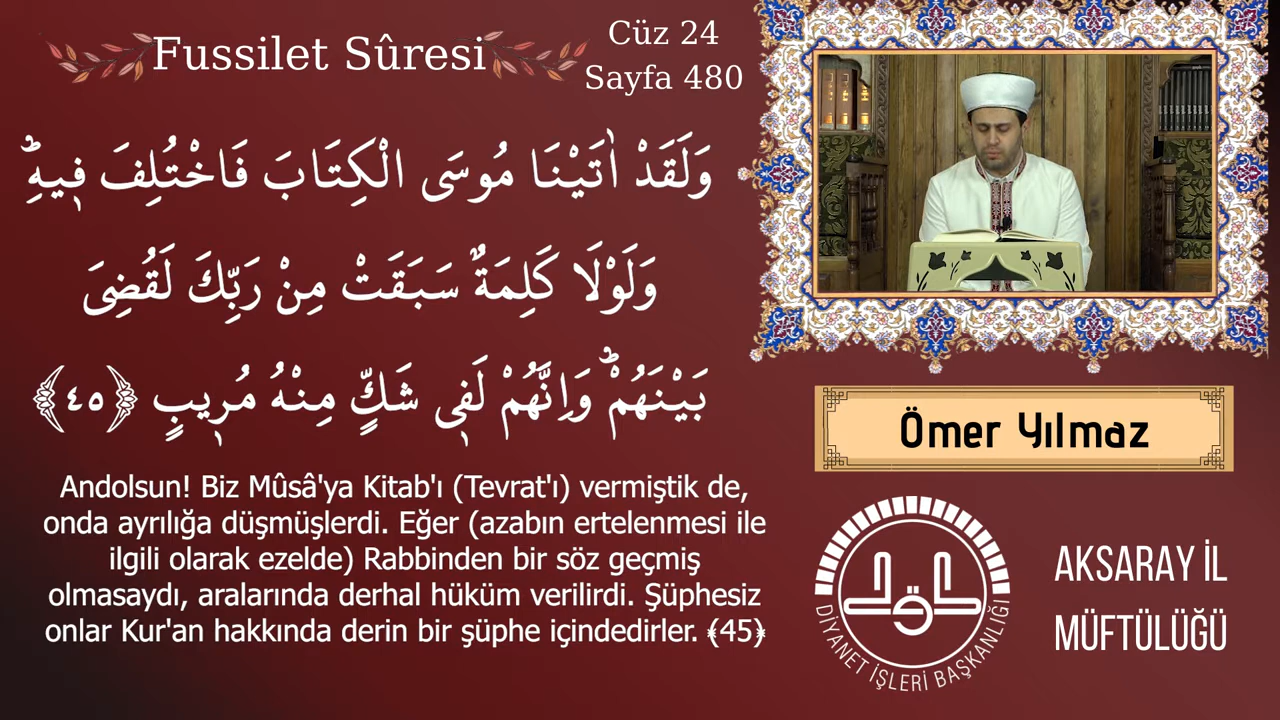 Fussilet Sûresi
Cüz 24
Sayfa 480
وَلَقَدْ اٰتَيْنَا مُوسَى الْكِتَابَ فَاخْتُلِفَ ف۪يهِۜ
وَلَوْلَا كَلِمَةٌ سَبَقَتْ مِنْ رَبِّكَ لَقُضِيَ
بَيْنَهُمْۜ وَاِنَّهُمْ لَف۪ي شَكٍّ مِنْهُ مُر۪يبٍ ﴿٤٥﴾
Andolsun! Biz Mûsâ'ya Kitab'ı (Tevrat'ı) vermiştik de,
onda ayrılığa düşmüşlerdi. Eğer (azabın ertelenmesi ile
ilgili olarak ezelde) Rabbinden bir söz geçmiş
olmasaydı, aralarında derhal hüküm verilirdi. Şüphesiz
onlar Kur'an hakkında derin bir şüphe içindedirler. ﴾45﴿
Ömer Yılmaz
DİYANET İŞLERİ BAŞKANLIĞI
AKSARAY İL
MÜFTÜLÜĞÜ